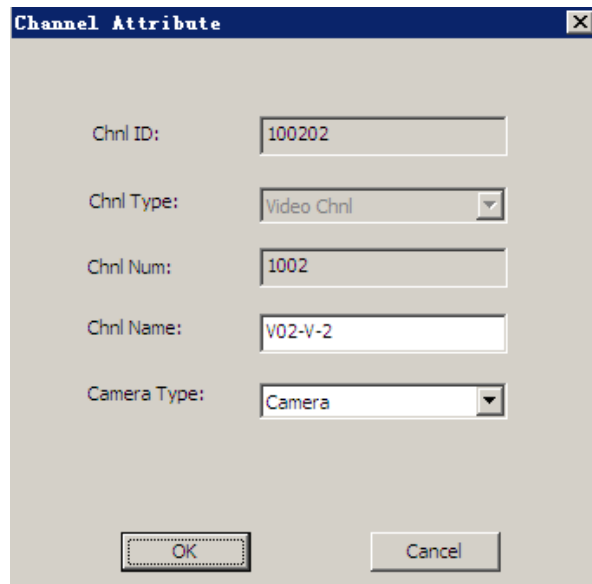 Channel Attribute
Chnl ID: 100202
Chnl Type: Video Chnl
Chnl Num: 1002
Chnl Name: V02-V-2
Camera Type: Camera
OK Cancel